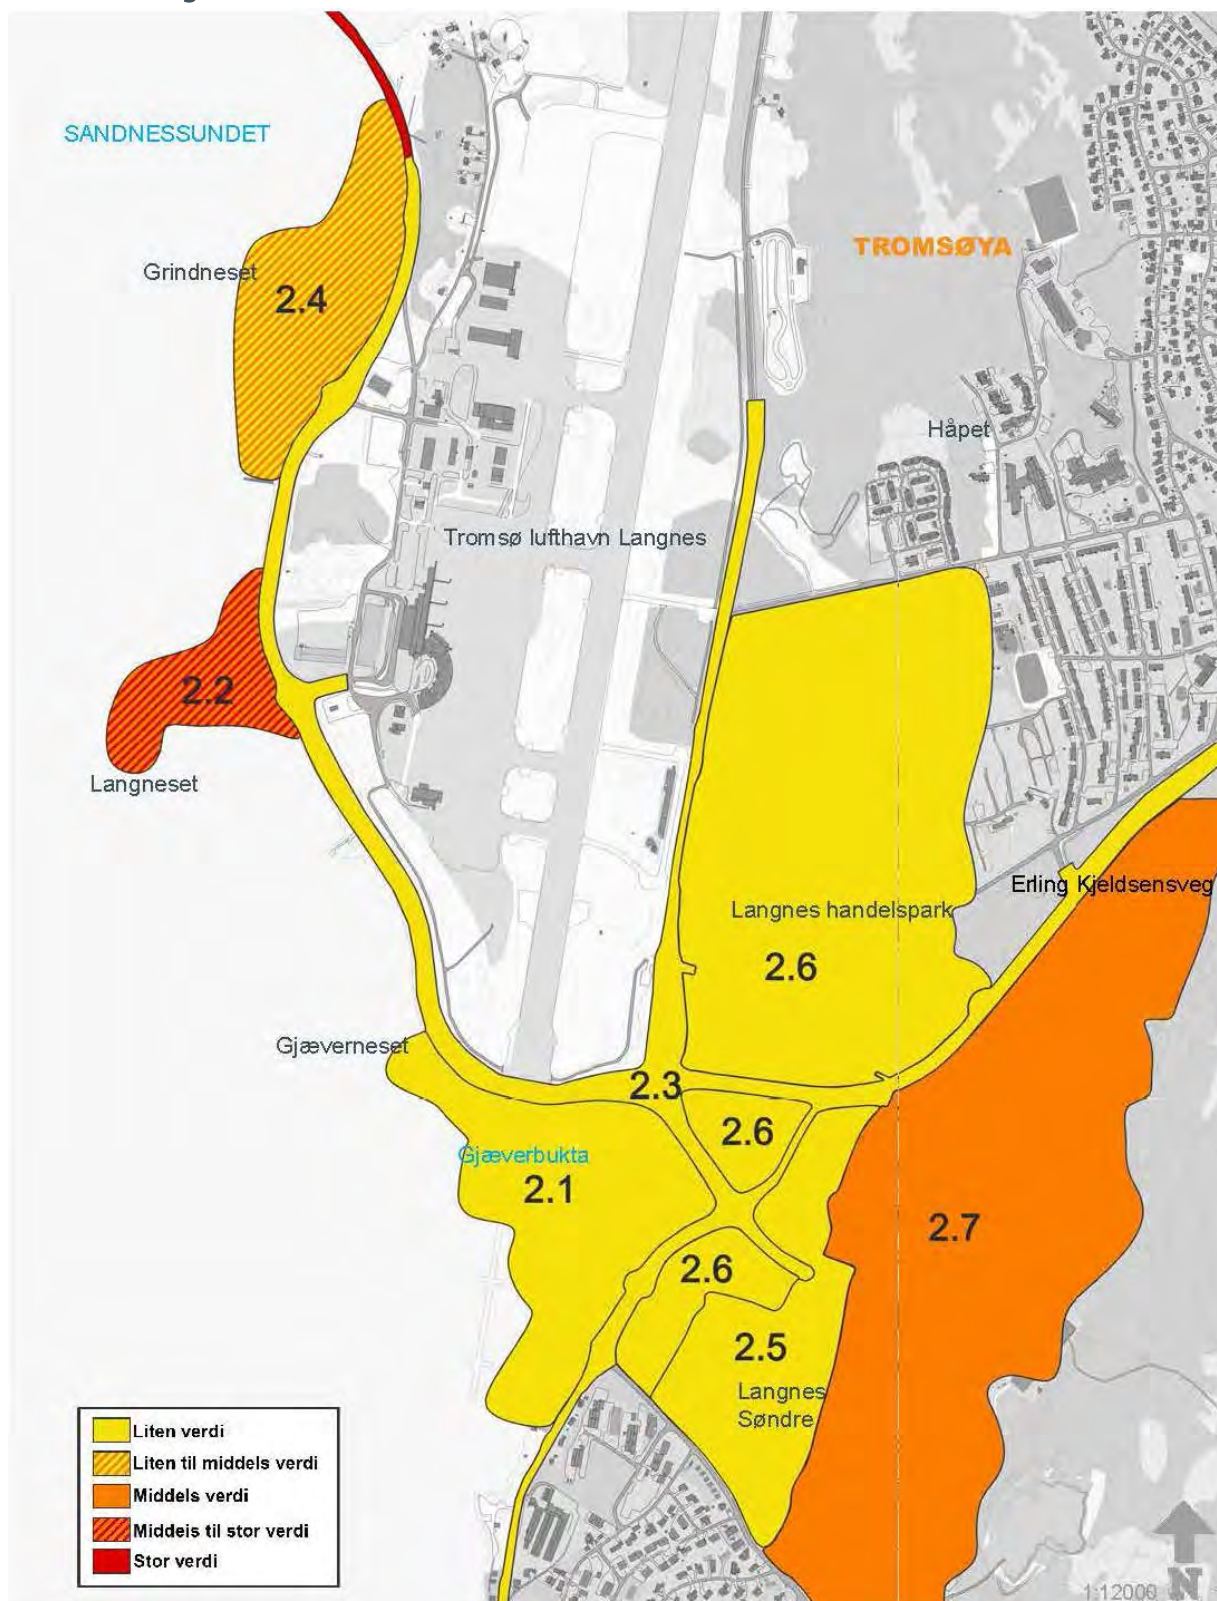 SANDNESSUNDET
TROMSØYA
Grindneset
2.4
Håpet
Tromsø lufthavn Langnes
2.2
Langneset
Erling Kjeldsensveg
Langnes handelspark
2.6
Gjæverneset
2.3
2.6
Gjæverbukta
2.1
2.7
2.6
2.5
Langnes
Søndre
Liten verdi
Liten til middels verdi
Middels verdi
Middeis til stor verdi
Stor verdi
1:12000
N